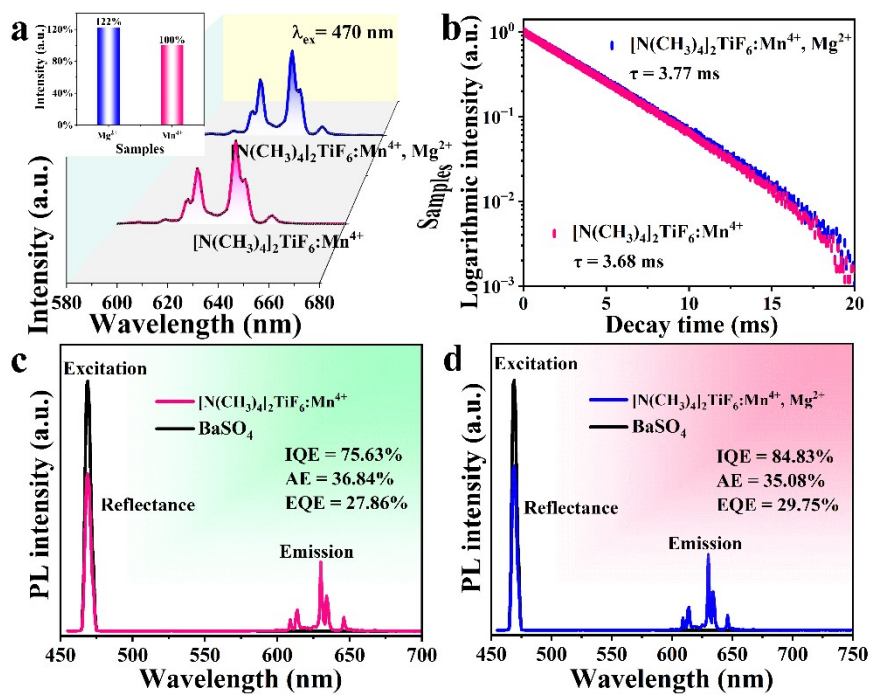 a
122%
100%
120%
80%
40%
0%
Intensity (a.u.)
Mg²⁺
Mn⁴⁺
Samples
λex= 470 nm
[N(CH₃)₄]₂TiF₆:Mn⁴⁺, Mg²⁺
[N(CH₃)₄]₂TiF₆:Mn⁴⁺
Intensity (a.u.)
Samples
580 600 620 640 660 680
Wavelength (nm)
b
[N(CH₃)₄]₂TiF₆:Mn⁴⁺, Mg²⁺
τ = 3.77 ms
[N(CH₃)₄]₂TiF₆:Mn⁴⁺
τ = 3.68 ms
10⁰
10⁻¹
10⁻²
10⁻³
Logarithmic Intensity (a.u.)
0 5 10 15 20
Decay time (ms)
c
Excitation
[N(CH₃)₄]₂TiF₆:Mn⁴⁺
BaSO₄
IQE = 75.63%
AE = 36.84%
EQE = 27.86%
Reflectance
Emission
PL intensity (a.u.)
450 500 550 600 650 700
Wavelength (nm)
d
Excitation
[N(CH₃)₄]₂TiF₆:Mn⁴⁺, Mg²⁺
BaSO₄
IQE = 84.83%
AE = 35.08%
EQE = 29.75%
Reflectance
Emission
PL intensity (a.u.)
450 500 550 600 650 700 750
Wavelength (nm)